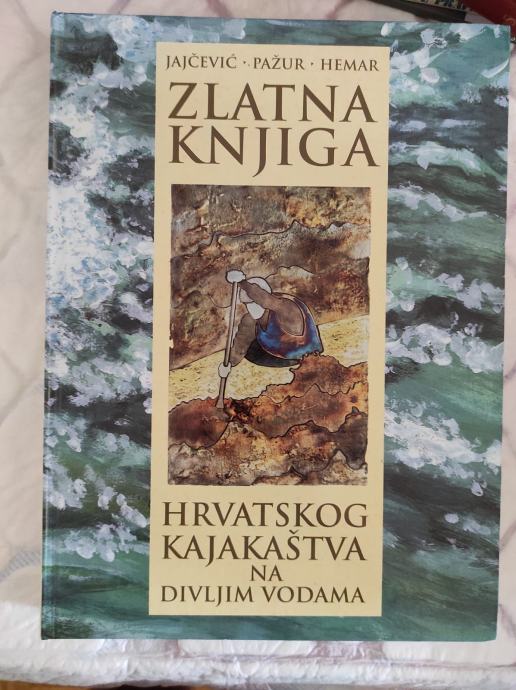 JAJČEVIĆ · PAŽUR · HEMAR
ZLATNA
KNJIGA
HRVATSKOG
KAJAKAŠTVA
NA
DIVLJIM VODAMA